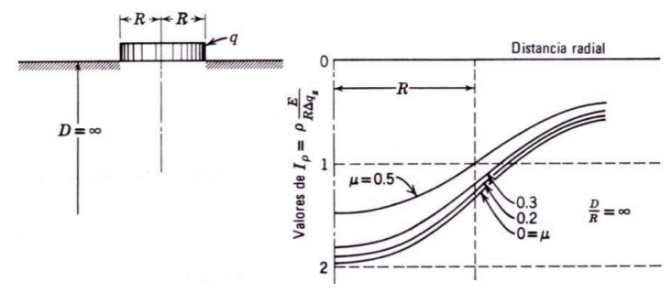 R R
q
D = ∞
Distancia radial
0
R
Valores de I_ρ = ρ E/RΔq_s
1
μ = 0.5
0.3
0.2
0 = μ
D/R = ∞
2